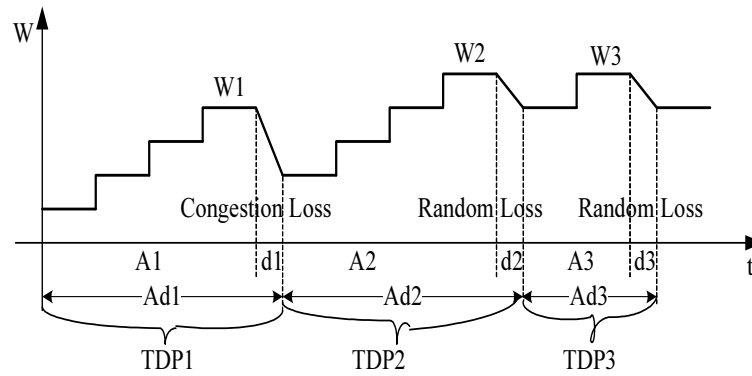 W
W1
W2
W3
Congestion Loss
Random Loss
Random Loss
A1
d1
A2
d2
A3
d3
t
Ad1
Ad2
Ad3
TDP1
TDP2
TDP3